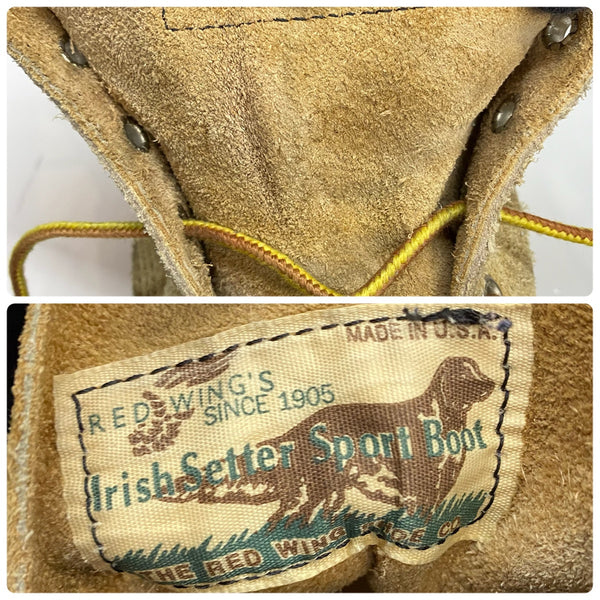 MADE IN U.S.A.
RED WING'S
SINCE 1905
Irish Setter Sport Boot
THE RED WING SHOE CO.